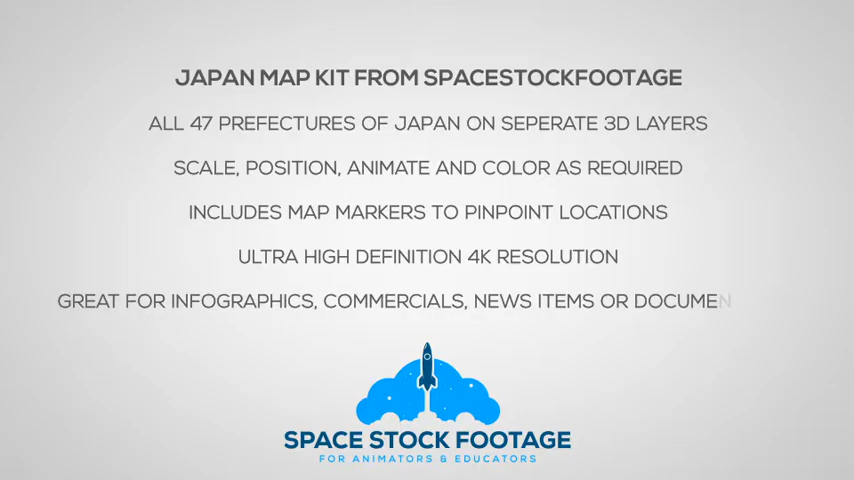 JAPAN MAP KIT FROM SPACESTOCKFOOTAGE
ALL 47 PREFECTURES OF JAPAN ON SEPERATE 3D LAYERS
SCALE, POSITION, ANIMATE AND COLOR AS REQUIRED
INCLUDES MAP MARKERS TO PINPOINT LOCATIONS
ULTRA HIGH DEFINITION 4K RESOLUTION
GREAT FOR INFOGRAPHICS, COMMERCIALS, NEWS ITEMS OR DOCUMEN
SPACE STOCK FOOTAGE
FOR ANIMATORS & EDUCATORS